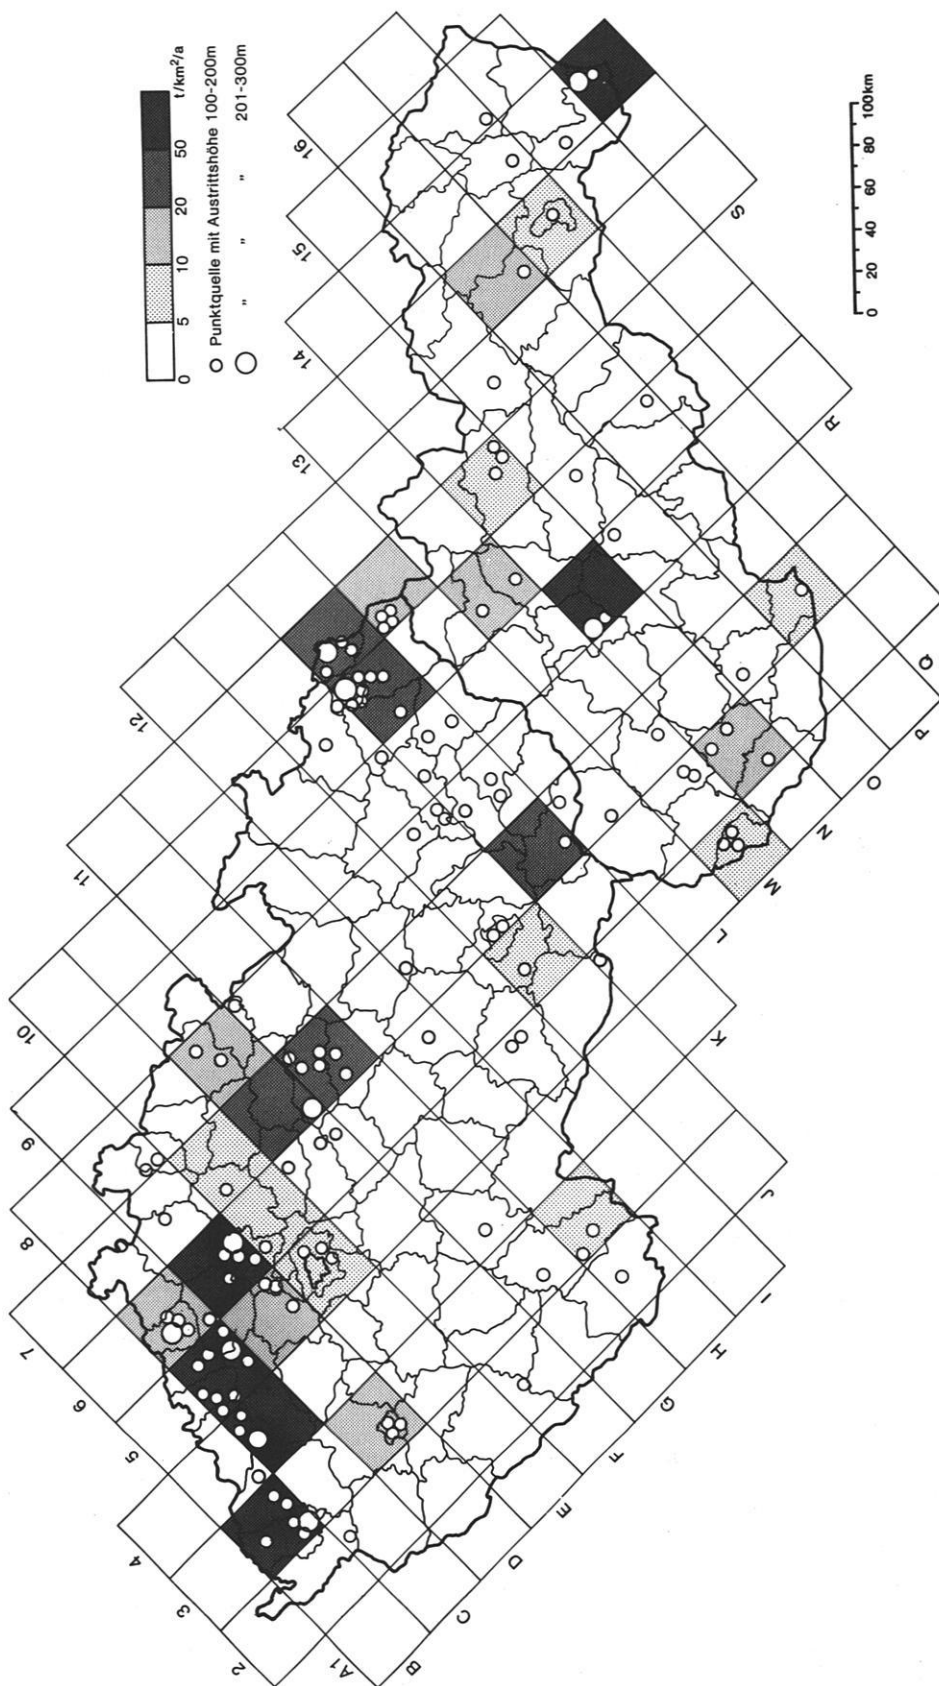 0 5 10 20 50 t/km²/a
Punktquelle mit Austrittshöhe 100-200m
" " " 201-300m
0 20 40 60 80 100km
A1
2
3
4
5
6
7
8
9
10
11
12
13
14
15
16
B
C
D
E
F
G
H
I
J
K
L
M
N
O
P
Q
R
S